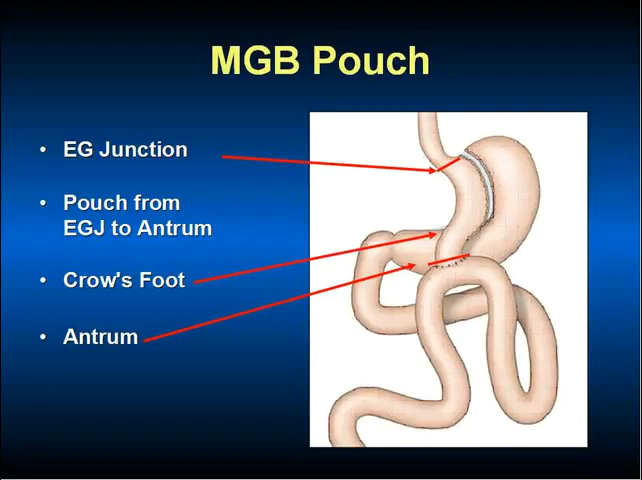 MGB Pouch
• EG Junction
• Pouch from
EGJ to Antrum
• Crow's Foot
• Antrum